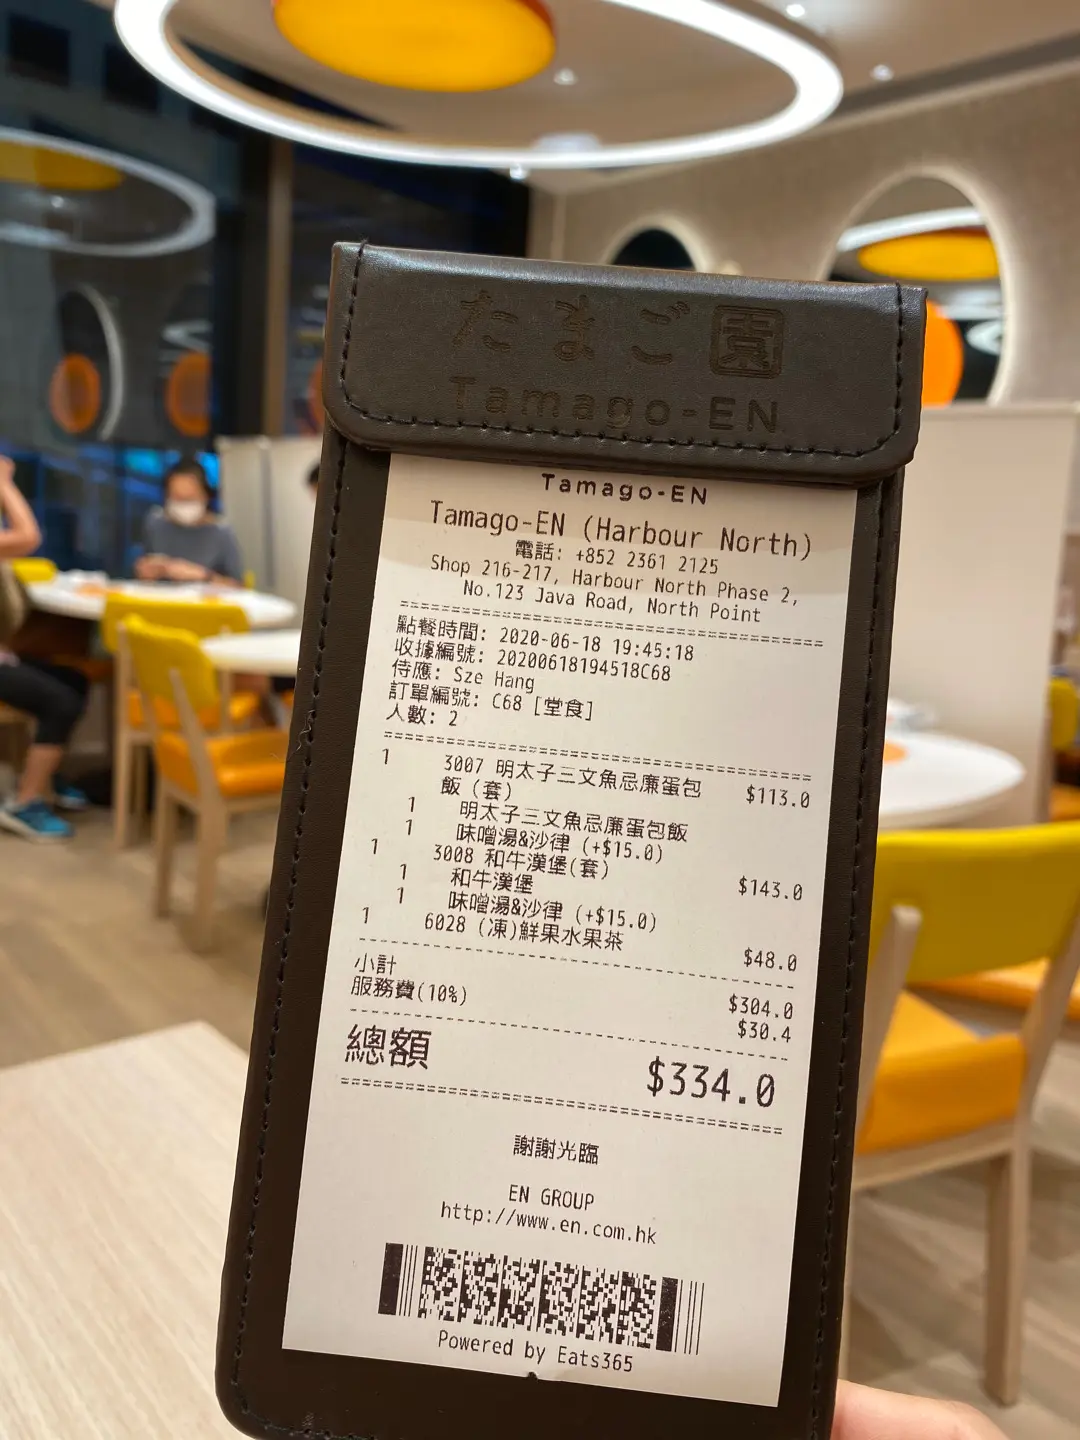 たまご園
Tamago-EN
Tamago-EN
Tamago-EN (Harbour North)
電話: +852 2361 2125
Shop 216-217, Harbour North Phase 2,
No.123 Java Road, North Point
點餐時間: 2020-06-18 19:45:18
收據編號: 20200618194518C68
侍應: Sze Hang
訂單編號: C68 [堂食]
人數: 2
1 3007 明太子三文魚忌廉蛋包 $113.0
飯 (套)
1 明太子三文魚忌廉蛋包飯
1 味噌湯&沙律 (+$15.0)
1 3008 和牛漢堡(套) $143.0
1 和牛漢堡
1 味噌湯&沙律 (+$15.0)
1 6028 (凍)鮮果水果茶 $48.0
小計 $304.0
服務費(10%) $30.4
總額 $334.0
謝謝光臨
EN GROUP
http://www.en.com.hk
Powered by Eats365